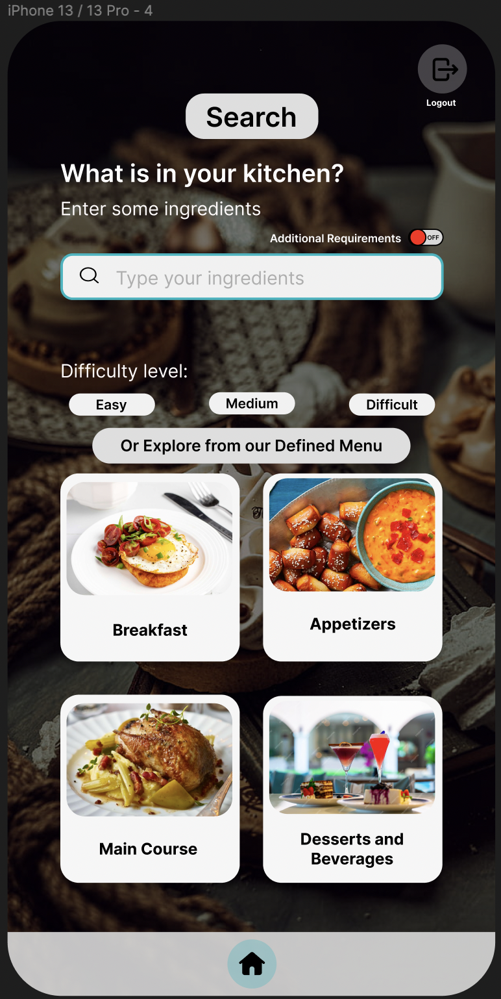 iPhone 13 / 13 Pro - 4
Logout
Search
What is in your kitchen?
Enter some ingredients
Additional Requirements OFF
Type your ingredients
Difficulty level:
Easy Medium Difficult
Or Explore from our Defined Menu
Breakfast Appetizers
Main Course
Desserts and
Beverages